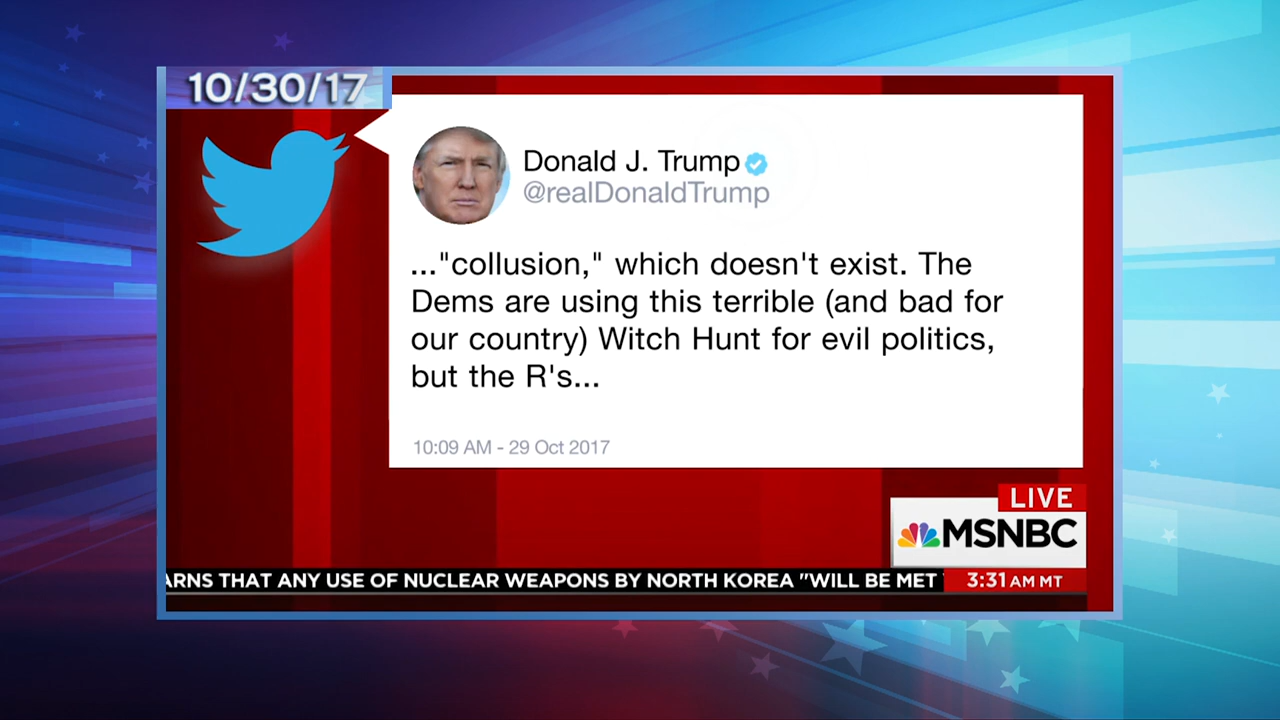 10/30/17
Donald J. Trump
@realDonaldTrump
..."collusion," which doesn't exist. The
Dems are using this terrible (and bad for
our country) Witch Hunt for evil politics,
but the R's...
10:09 AM - 29 Oct 2017
LIVE
MSNBC
ARNS THAT ANY USE OF NUCLEAR WEAPONS BY NORTH KOREA "WILL BE MET
3:31 AM MT